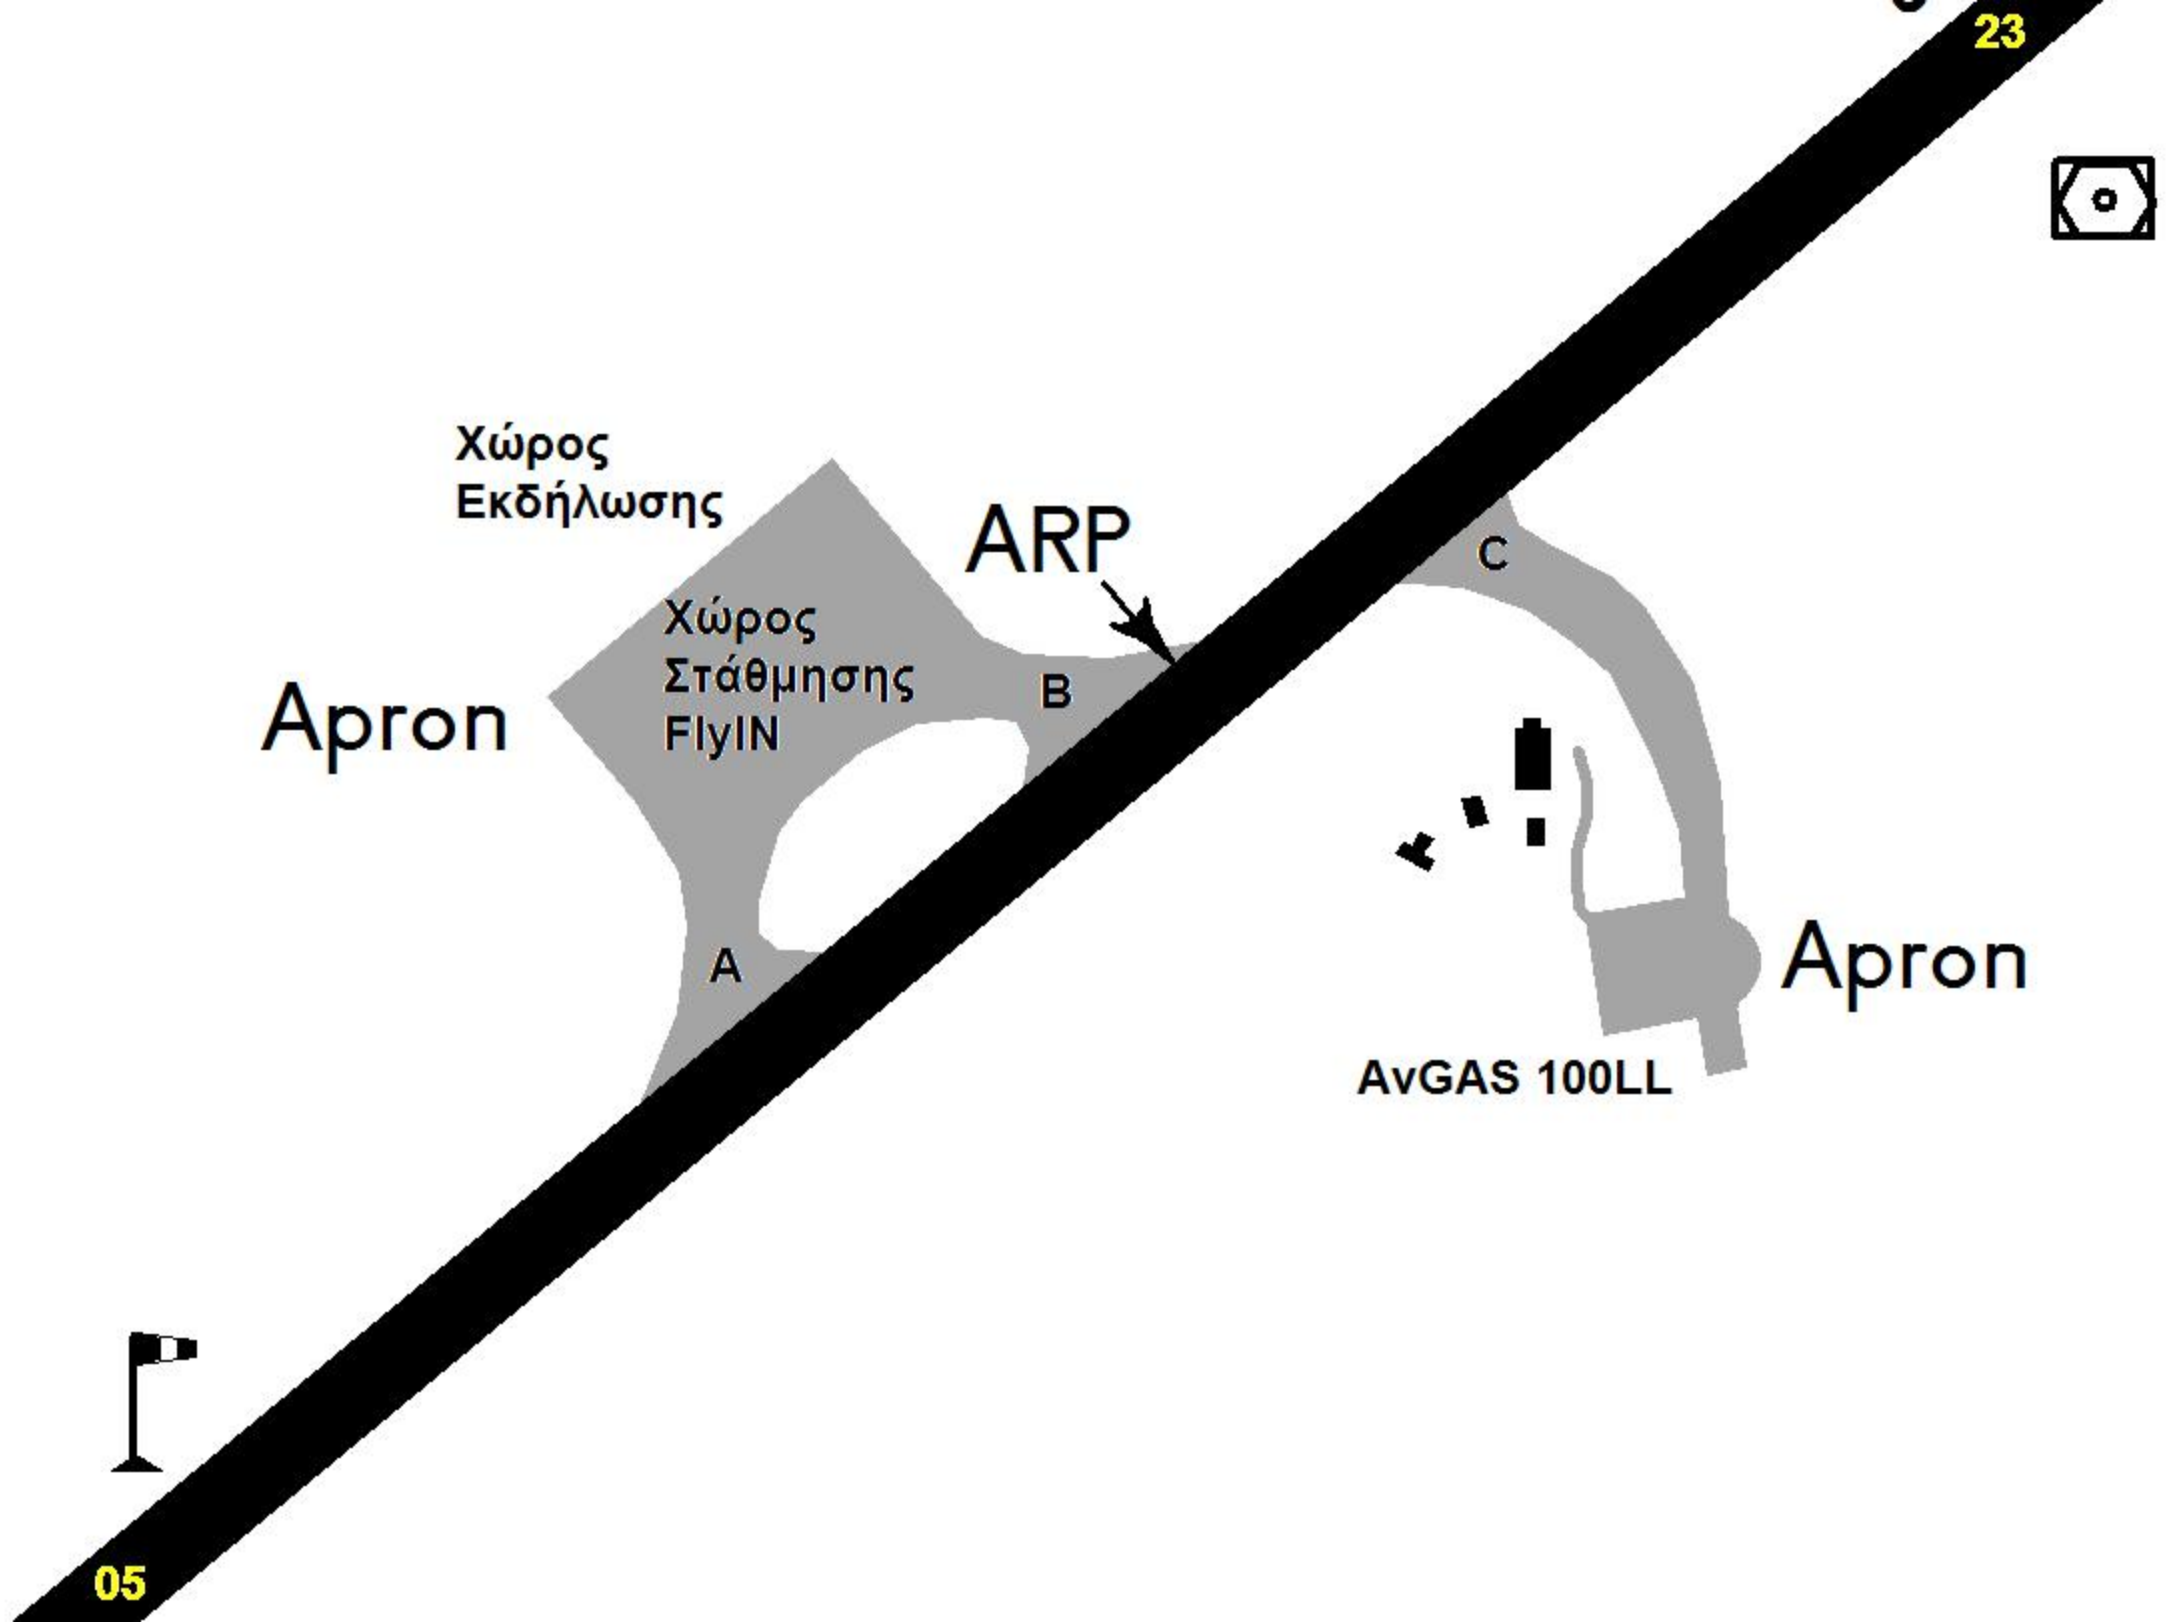 23
Χώρος
Εκδήλωσης
ARP
C
Χώρος
Στάθμησης
FlyIN
B
Apron
A
Apron
AvGAS 100LL
05